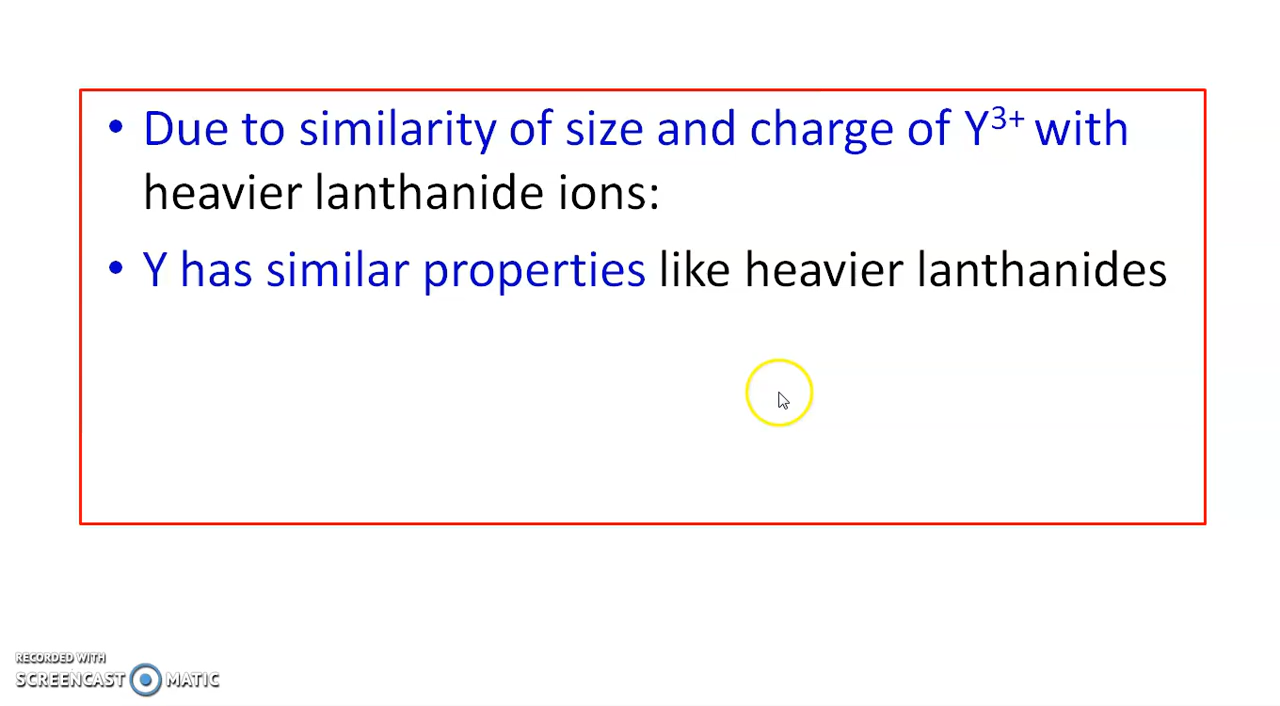 • Due to similarity of size and charge of Y³⁺ with
heavier lanthanide ions:
• Y has similar properties like heavier lanthanides
RECORDED WITH
SCREENCAST MATIC